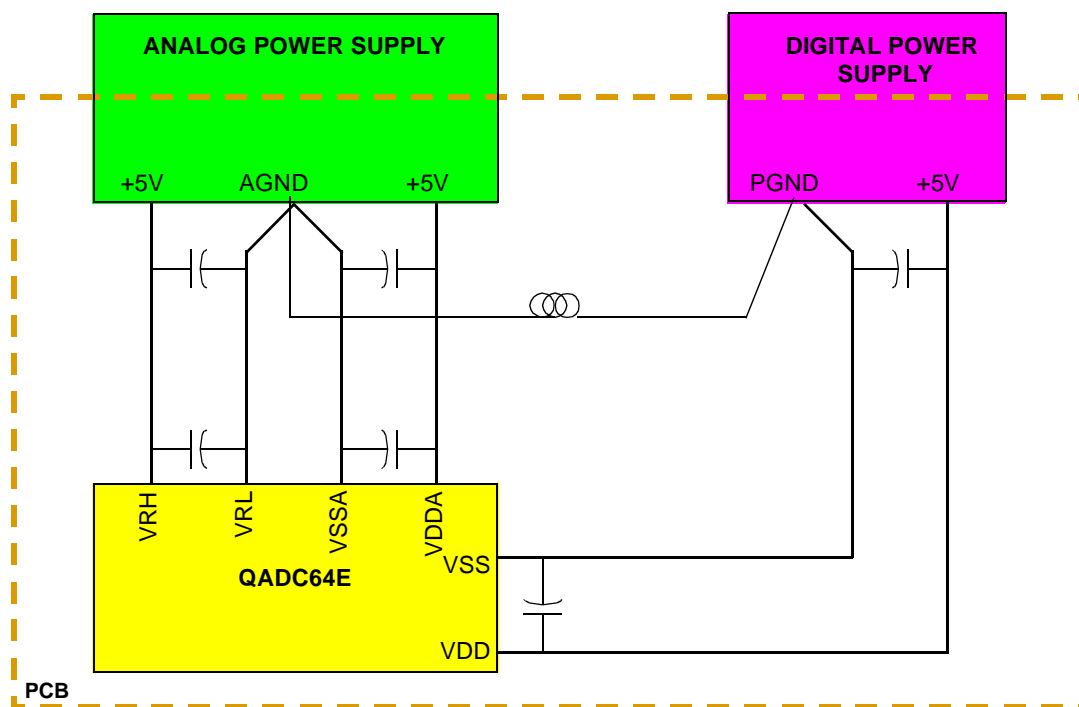 ANALOG POWER SUPPLY
DIGITAL POWER
SUPPLY
+5V
AGND
+5V
PGND
+5V
VRH
VRL
VSSA
VDDA
VSS
QADC64E
VDD
PCB